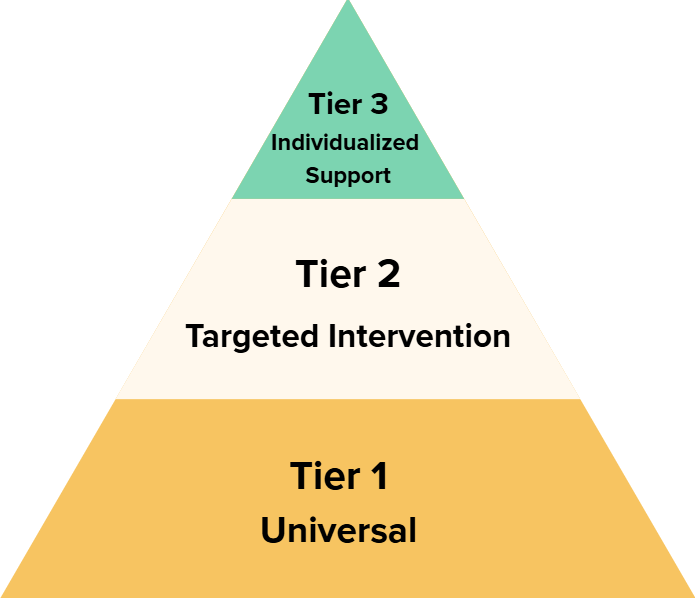 Tier 3
Individualized
Support
Tier 2
Targeted Intervention
Tier 1
Universal